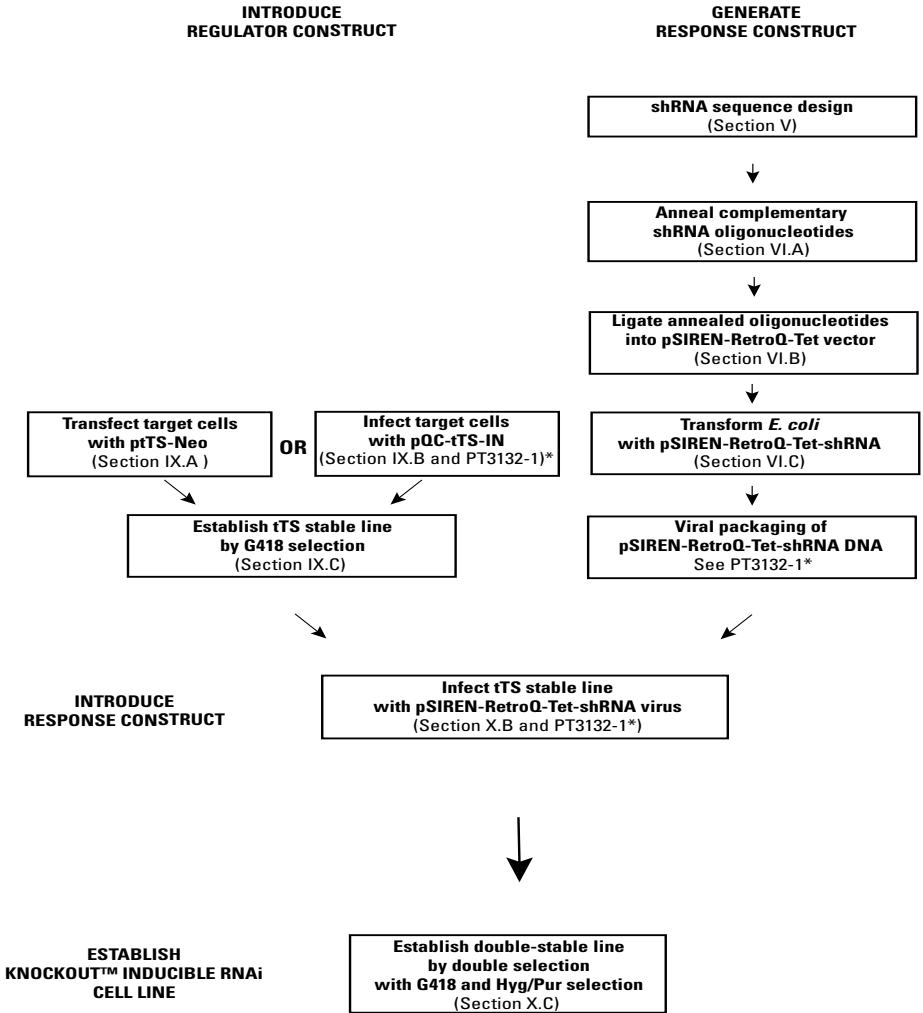 INTRODUCE
REGULATOR CONSTRUCT
GENERATE
RESPONSE CONSTRUCT
shRNA sequence design
(Section V)
Anneal complementary
shRNA oligonucleotides
(Section VI.A)
Ligate annealed oligonucleotides
into pSIREN-RetroQ-Tet vector
(Section VI.B)
Transfect target cells
with ptTS-Neo
(Section IX.A )
OR
Infect target cells
with pQC-tTS-IN
(Section IX.B and PT3132-1)*
Transform E. coli
with pSIREN-RetroQ-Tet-shRNA
(Section VI.C)
Establish tTS stable line
by G418 selection
(Section IX.C)
Viral packaging of
pSIREN-RetroQ-Tet-shRNA DNA
See PT3132-1*
INTRODUCE
RESPONSE CONSTRUCT
Infect tTS stable line
with pSIREN-RetroQ-Tet-shRNA virus
(Section X.B and PT3132-1*)
ESTABLISH
KNOCKOUT™ INDUCIBLE RNAi
CELL LINE
Establish double-stable line
by double selection
with G418 and Hyg/Pur selection
(Section X.C)